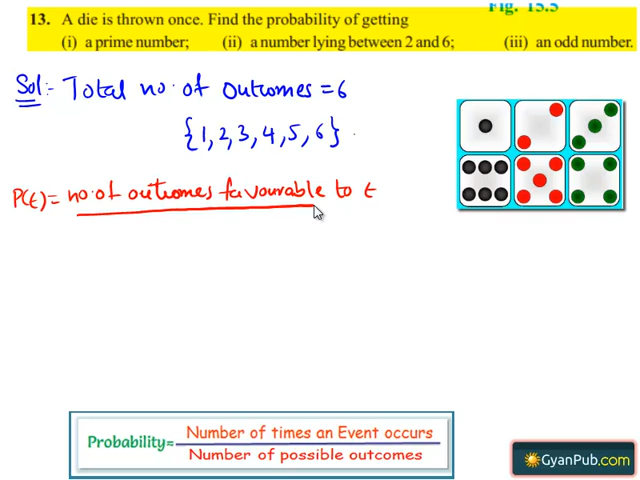 Fig. 15.5
13. A die is thrown once. Find the probability of getting
(i) a prime number; (ii) a number lying between 2 and 6; (iii) an odd number.
Sol:- Total no. of outcomes = 6
{1, 2, 3, 4, 5, 6}.
P(E) = no. of outcomes favourable to E
Probability= Number of times an Event occurs
Number of possible outcomes
GyanPub.com